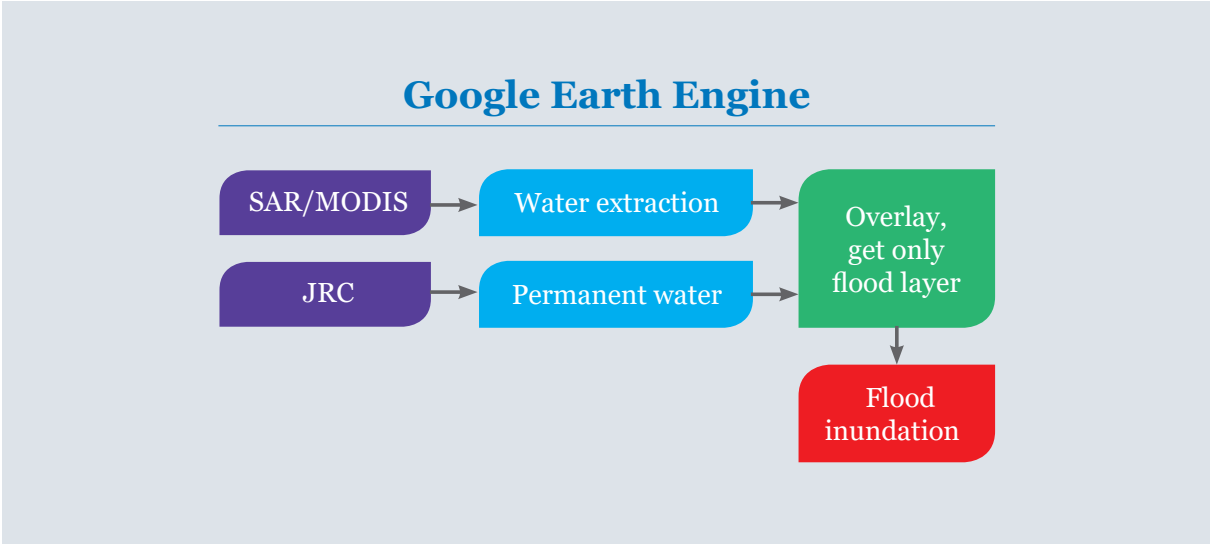 Google Earth Engine
SAR/MODIS
Water extraction
Overlay,
get only
flood layer
JRC
Permanent water
Flood
inundation